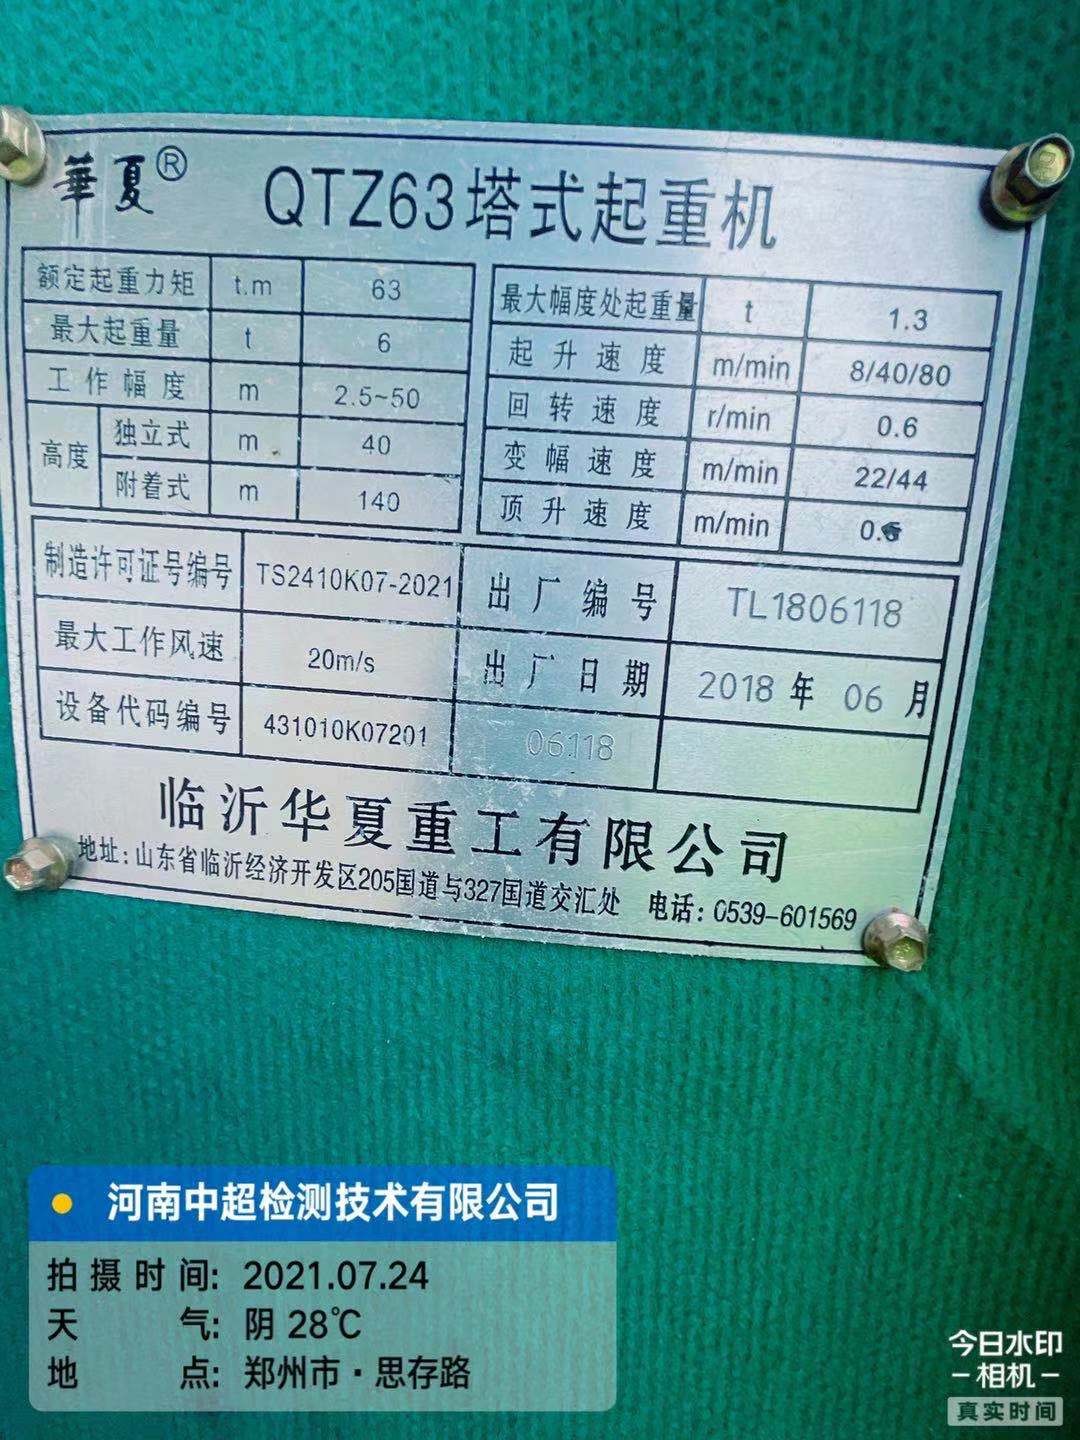 華夏®
QTZ63塔式起重机
额定起重力矩 t.m 63
最大起重量 t 6
工作幅度 m 2.5~50
高度 独立式 m 40
附着式 m 140
最大幅度处起重量 t 1.3
起升速度 m/min 8/40/80
回转速度 r/min 0.6
变幅速度 m/min 22/44
顶升速度 m/min 0.
制造许可证号编号 TS2410K07-2021 出厂编号 TL1806118
最大工作风速 20m/s 出厂日期 2018年06月
设备代码编号 431010K07201 06118
临沂华夏重工有限公司
地址:山东省临沂经济开发区205国道与327国道交汇处 电话:0539-601569
河南中超检测技术有限公司
拍摄时间: 2021.07.24
天气: 阴 28℃
地点: 郑州市·思存路
今日水印
-相机-
真实时间